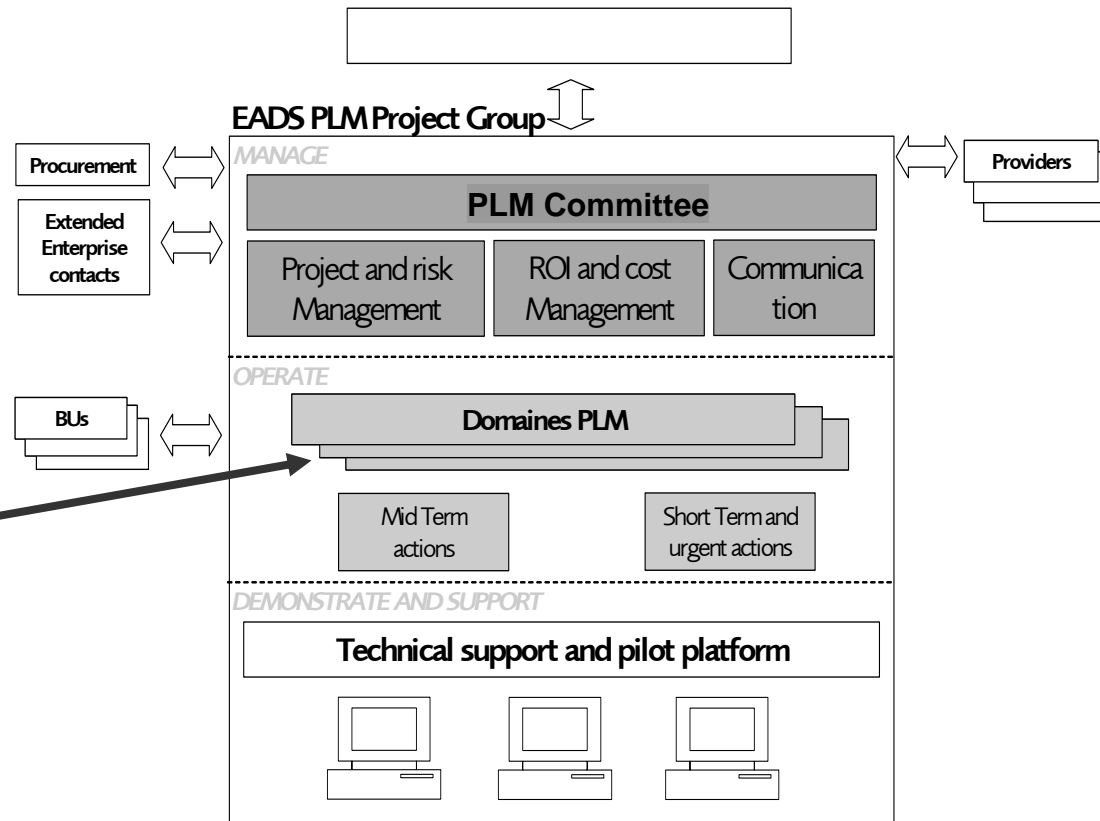 EADS PLM Project Group
MANAGE
Procurement
Providers
PLM Committee
Extended
Enterprise
contacts
Project and risk
Management
ROI and cost
Management
Communica
tion
OPERATE
BUs
Domaines PLM
Mid Term
actions
Short Term and
urgent actions
DEMONSTRATE AND SUPPORT
Technical support and pilot platform